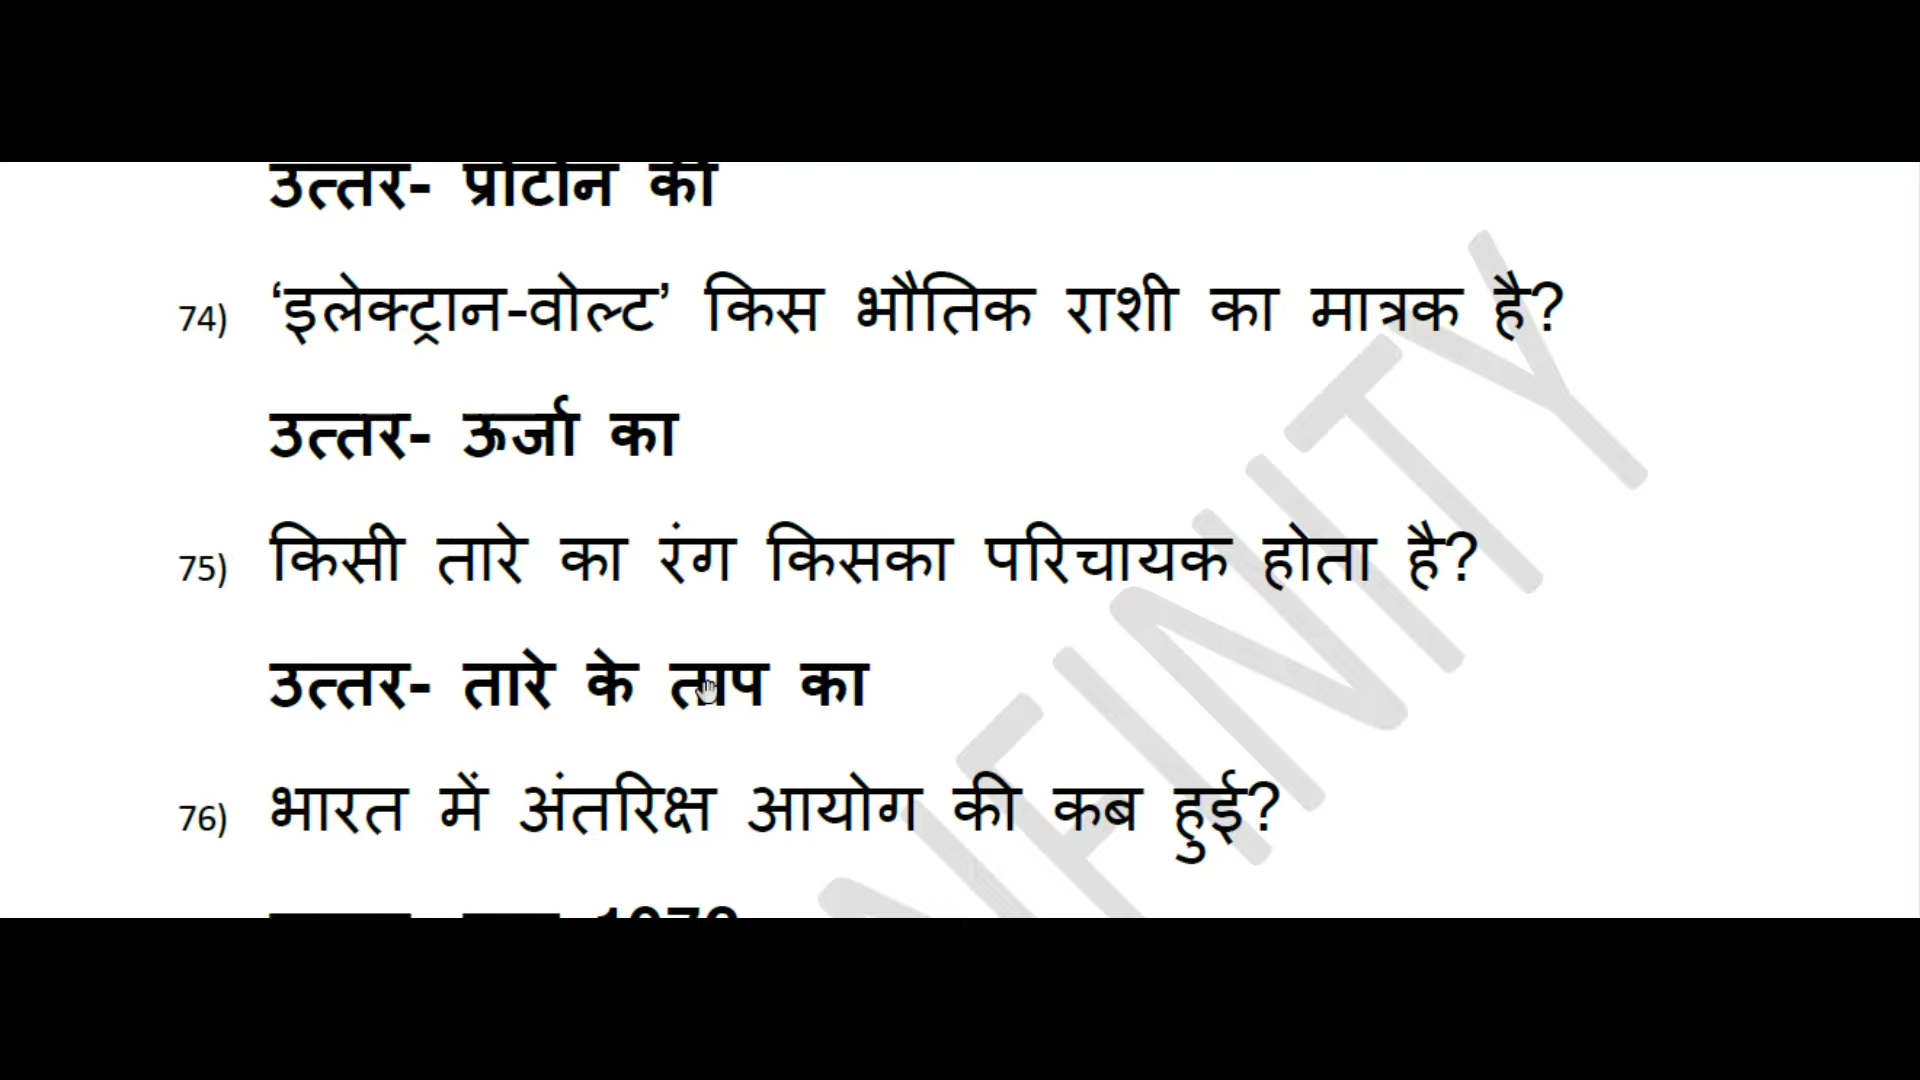 उत्तर- प्रोटीन की
74) ‘इलेक्ट्रान-वोल्ट’ किस भौतिक राशी का मात्रक है?
उत्तर- ऊर्जा का
75) किसी तारे का रंग किसका परिचायक होता है?
उत्तर- तारे के ताप का
76) भारत में अंतरिक्ष आयोग की कब हुई?